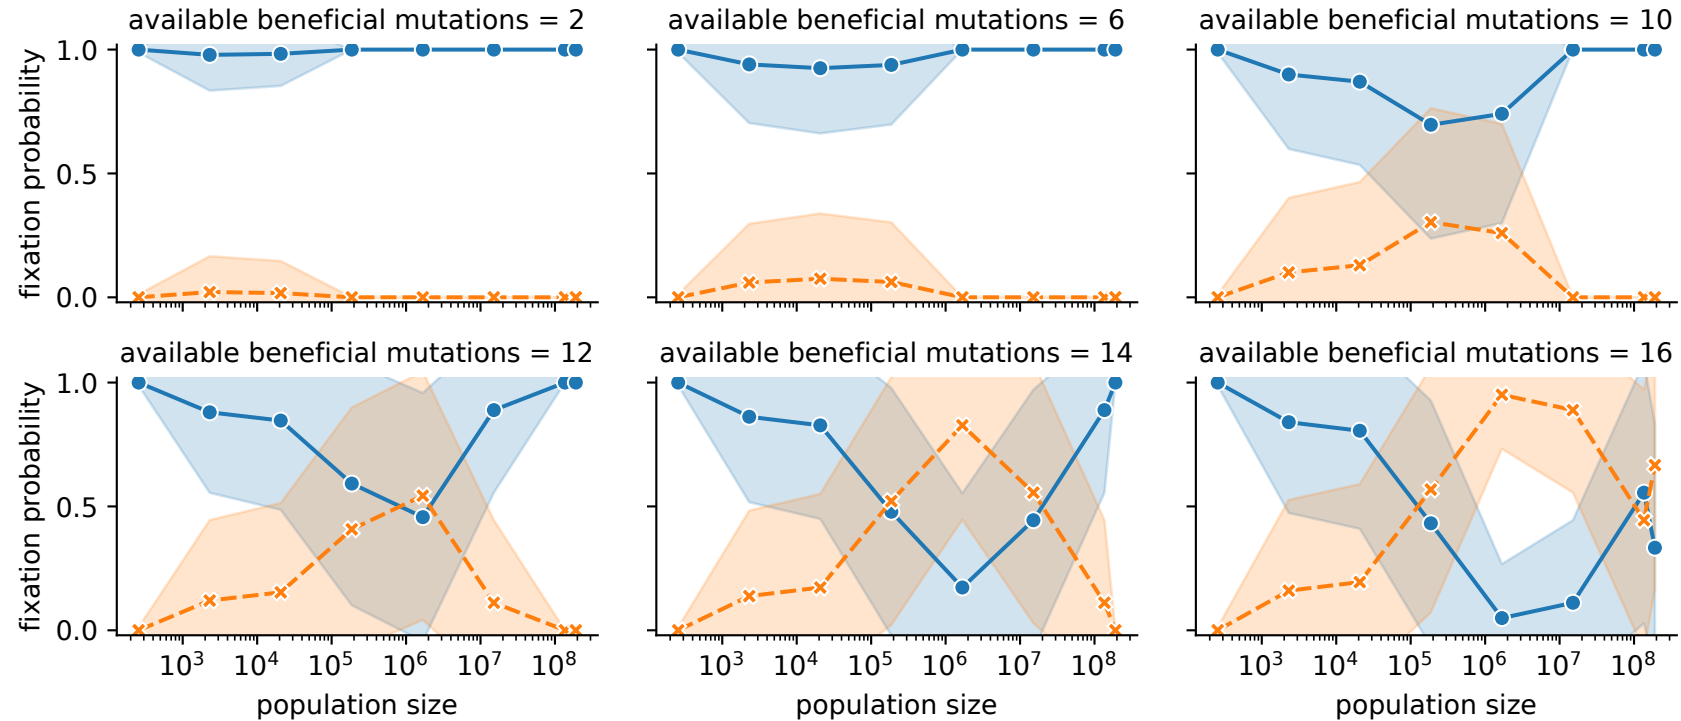 available beneficial mutations = 2
available beneficial mutations = 6
available beneficial mutations = 10
fixation probability
1.0
0.5
0.0
available beneficial mutations = 12
available beneficial mutations = 14
available beneficial mutations = 16
fixation probability
1.0
0.5
0.0
10³ 10⁴ 10⁵ 10⁶ 10⁷ 10⁸
10³ 10⁴ 10⁵ 10⁶ 10⁷ 10⁸
10³ 10⁴ 10⁵ 10⁶ 10⁷ 10⁸
population size
population size
population size